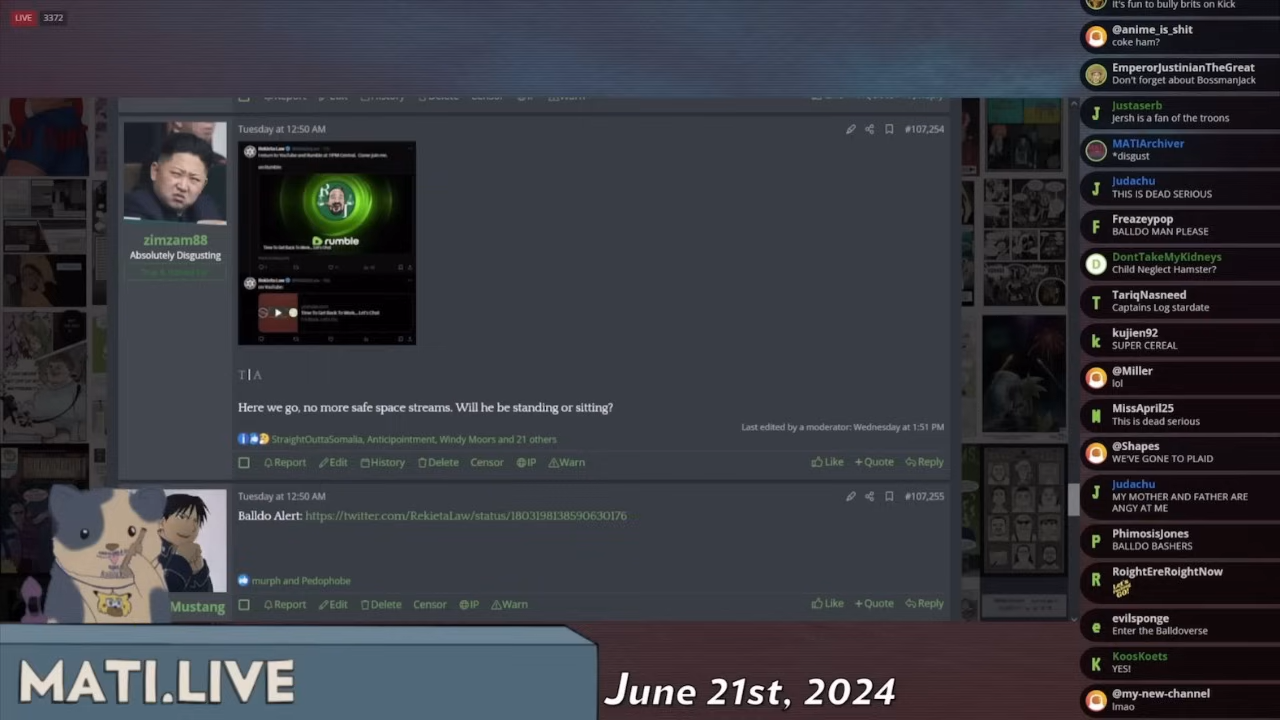 LIVE 3372
Tuesday at 12:50 AM
#107,254
rumble
zimzam88
Absolutely Disgusting
T A
Here we go, no more safe space streams. Will he be standing or sitting?
Last edited by a moderator: Wednesday at 1:51 PM
StraightOuttaSomalia, Anticipointment, Windy Moors and 21 others
Report Edit History Delete Censor IP Warn
Like +Quote Reply
Tuesday at 12:50 AM
#107,255
Balldo Alert: https://twitter.com/RekietaLaw/status/1803198138590630176
murph and Pedophobe
Mustang
Report Edit Delete Censor IP Warn
Like +Quote Reply
MATI.LIVE
June 21st, 2024
It's fun to bully brits on Kick
@anime_is_shit
coke ham?
EmperorJustinianTheGreat
Don't forget about BossmanJack
J
Justaserb
Jersh is a fan of the troons
MATIArchiver
*disgust
J
Judachu
THIS IS DEAD SERIOUS
F
Freazeypop
BALLDO MAN PLEASE
D
DontTakeMyKidneys
Child Neglect Hamster?
T
TariqNasneed
Captains Log stardate
k
kujien92
SUPER CEREAL
@Miller
lol
M
MissApril25
This is dead serious
@Shapes
WE'VE GONE TO PLAID
J
Judachu
MY MOTHER AND FATHER ARE
ANGY AT ME
P
PhimosisJones
BALLDO BASHERS
R
RoightEreRoightNow
LET'S GO!
e
evilsponge
Enter the Balldoverse
K
KoosKoets
YES!
@my-new-channel
lmao